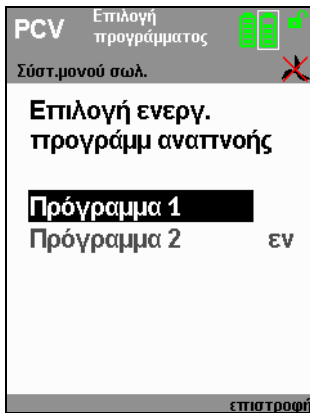 PCV Επιλογή
προγράμματος
Σύστ.μονού σωλ.
Επιλογή ενεργ.
προγράμμ αναπνοής
Πρόγραμμα 1
Πρόγραμμα 2 εν
επιστροφή